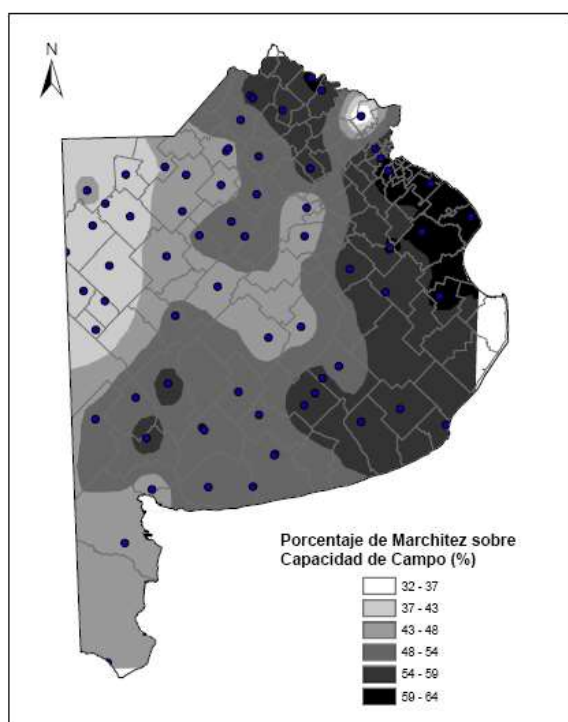 N
Porcentaje de Marchitez sobre
Capacidad de Campo (%)
32 - 37
37 - 43
43 - 48
48 - 54
54 - 59
59 - 64